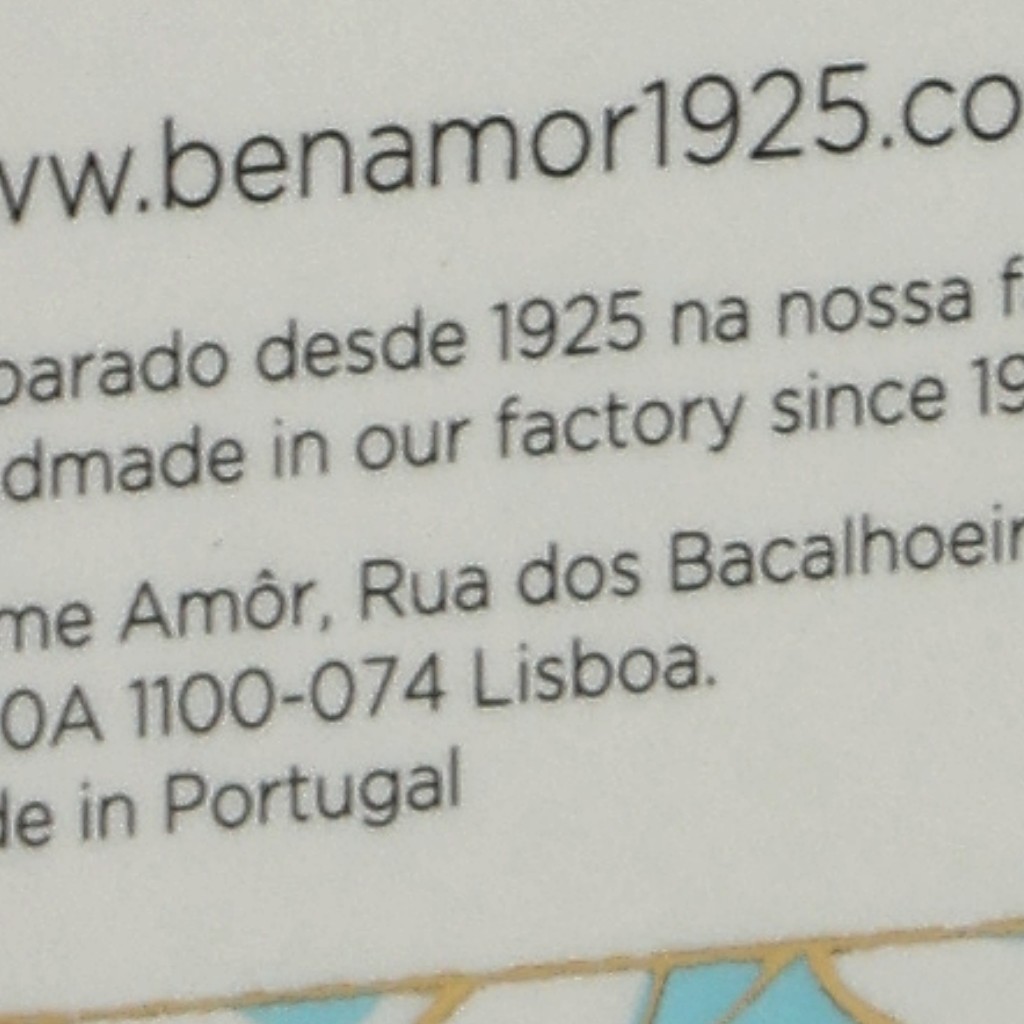 ww.benamor1925.co
parado desde 1925 na nossa f
dmade in our factory since 19
me Amôr, Rua dos Bacalhoeir
0A 1100-074 Lisboa.
de in Portugal